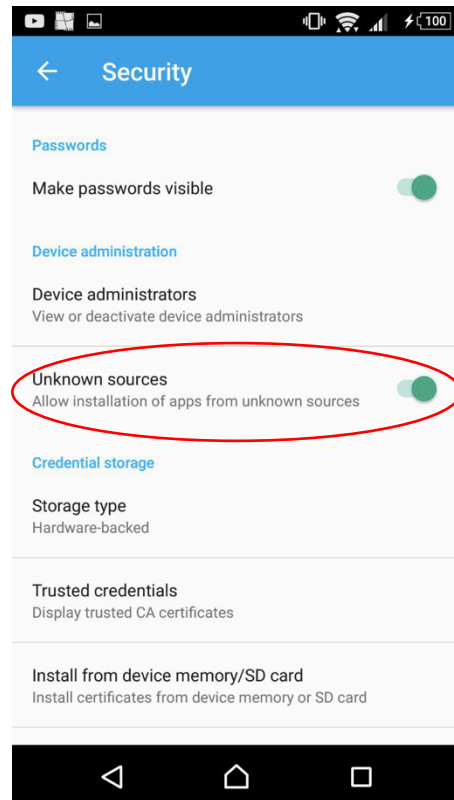 100
Security
Passwords
Make passwords visible
Device administration
Device administrators
View or deactivate device administrators
Unknown sources
Allow installation of apps from unknown sources
Credential storage
Storage type
Hardware-backed
Trusted credentials
Display trusted CA certificates
Install from device memory/SD card
Install certificates from device memory or SD card